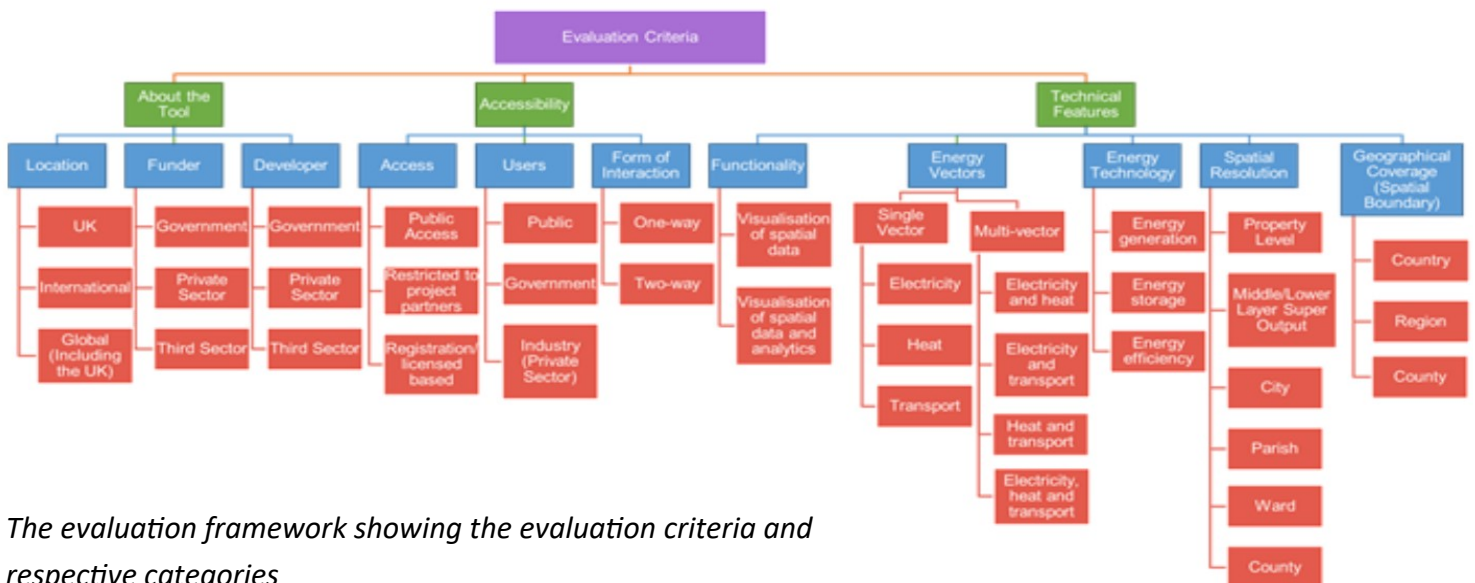 Evaluation Criteria
About the
Tool
Accessibility
Technical
Features
Location
Funder
Developer
Access
Users
Form of
Interaction
Functionality
Energy
Vectors
Energy
Technology
Spatial
Resolution
Geographical
Coverage
(Spatial
Boundary)
UK
International
Global
(Including
the UK)
Government
Private
Sector
Third Sector
Government
Private
Sector
Third Sector
Public
Access
Restricted to
project
partners
Registration/
licensed
based
Public
Government
Industry
(Private
Sector)
One-way
Two-way
Visualisation
of spatial
data
Visualisation
of spatial
data and
analytics
Single
Vector
Electricity
Heat
Transport
Multi-vector
Electricity
and heat
Electricity
and
transport
Heat and
transport
Electricity,
heat and
transport
Energy
generation
Energy
storage
Energy
efficiency
Property
Level
Middle/Lower
Layer Super
Output
City
Parish
Ward
County
Country
Region
County
The evaluation framework showing the evaluation criteria and
respective categories